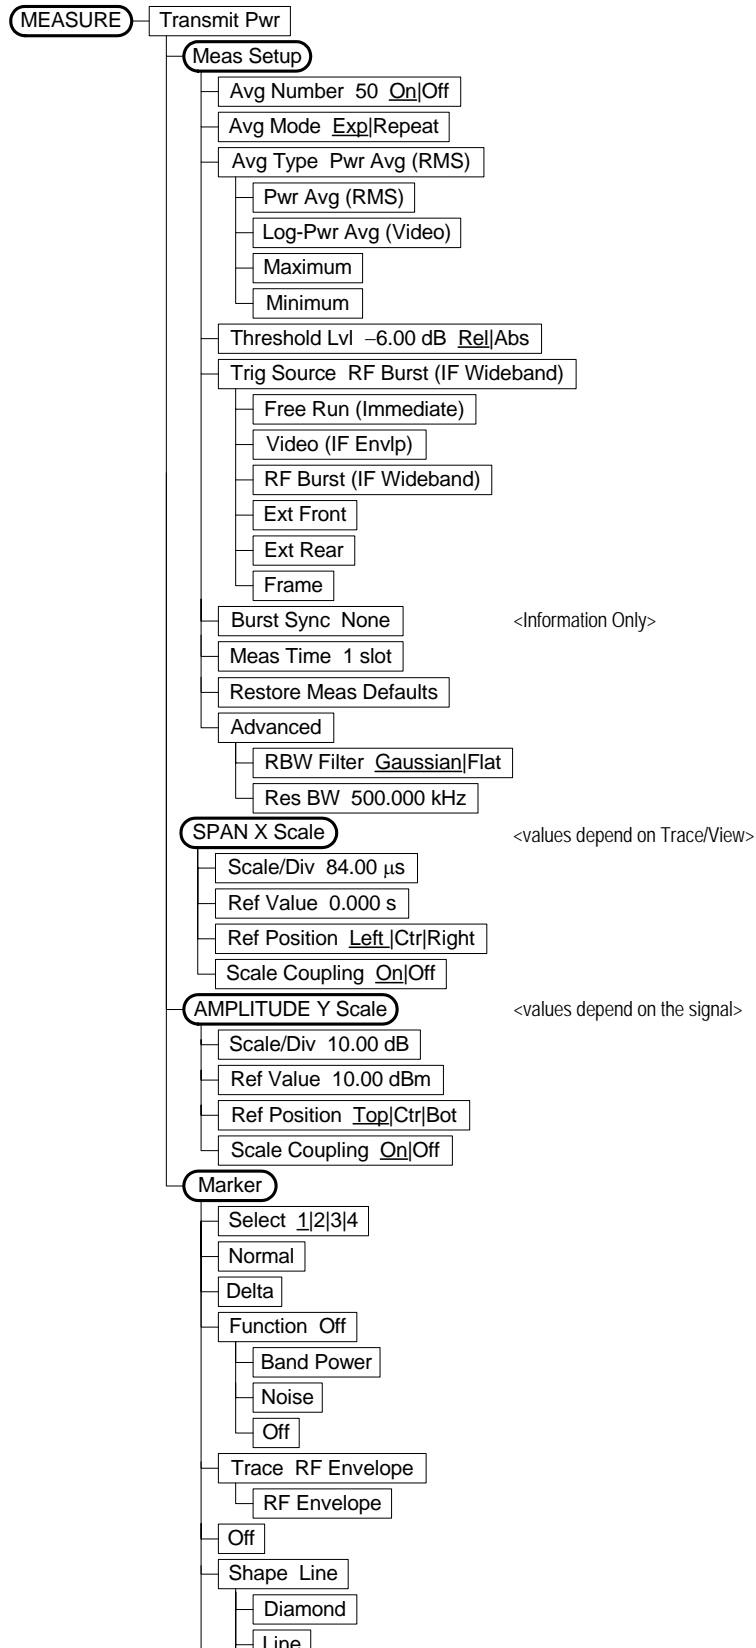 MEASURE Transmit Pwr
Meas Setup
Avg Number 50 On|Off
Avg Mode Exp|Repeat
Avg Type Pwr Avg (RMS)
Pwr Avg (RMS)
Log-Pwr Avg (Video)
Maximum
Minimum
Threshold Lvl –6.00 dB Rel|Abs
Trig Source RF Burst (IF Wideband)
Free Run (Immediate)
Video (IF Envlp)
RF Burst (IF Wideband)
Ext Front
Ext Rear
Frame
Burst Sync None <Information Only>
Meas Time 1 slot
Restore Meas Defaults
Advanced
RBW Filter Gaussian|Flat
Res BW 500.000 kHz
SPAN X Scale <values depend on Trace/View>
Scale/Div 84.00 μs
Ref Value 0.000 s
Ref Position Left |Ctr|Right
Scale Coupling On|Off
AMPLITUDE Y Scale <values depend on the signal>
Scale/Div 10.00 dB
Ref Value 10.00 dBm
Ref Position Top|Ctr|Bot
Scale Coupling On|Off
Marker
Select 1|2|3|4
Normal
Delta
Function Off
Band Power
Noise
Off
Trace RF Envelope
RF Envelope
Off
Shape Line
Diamond
Line